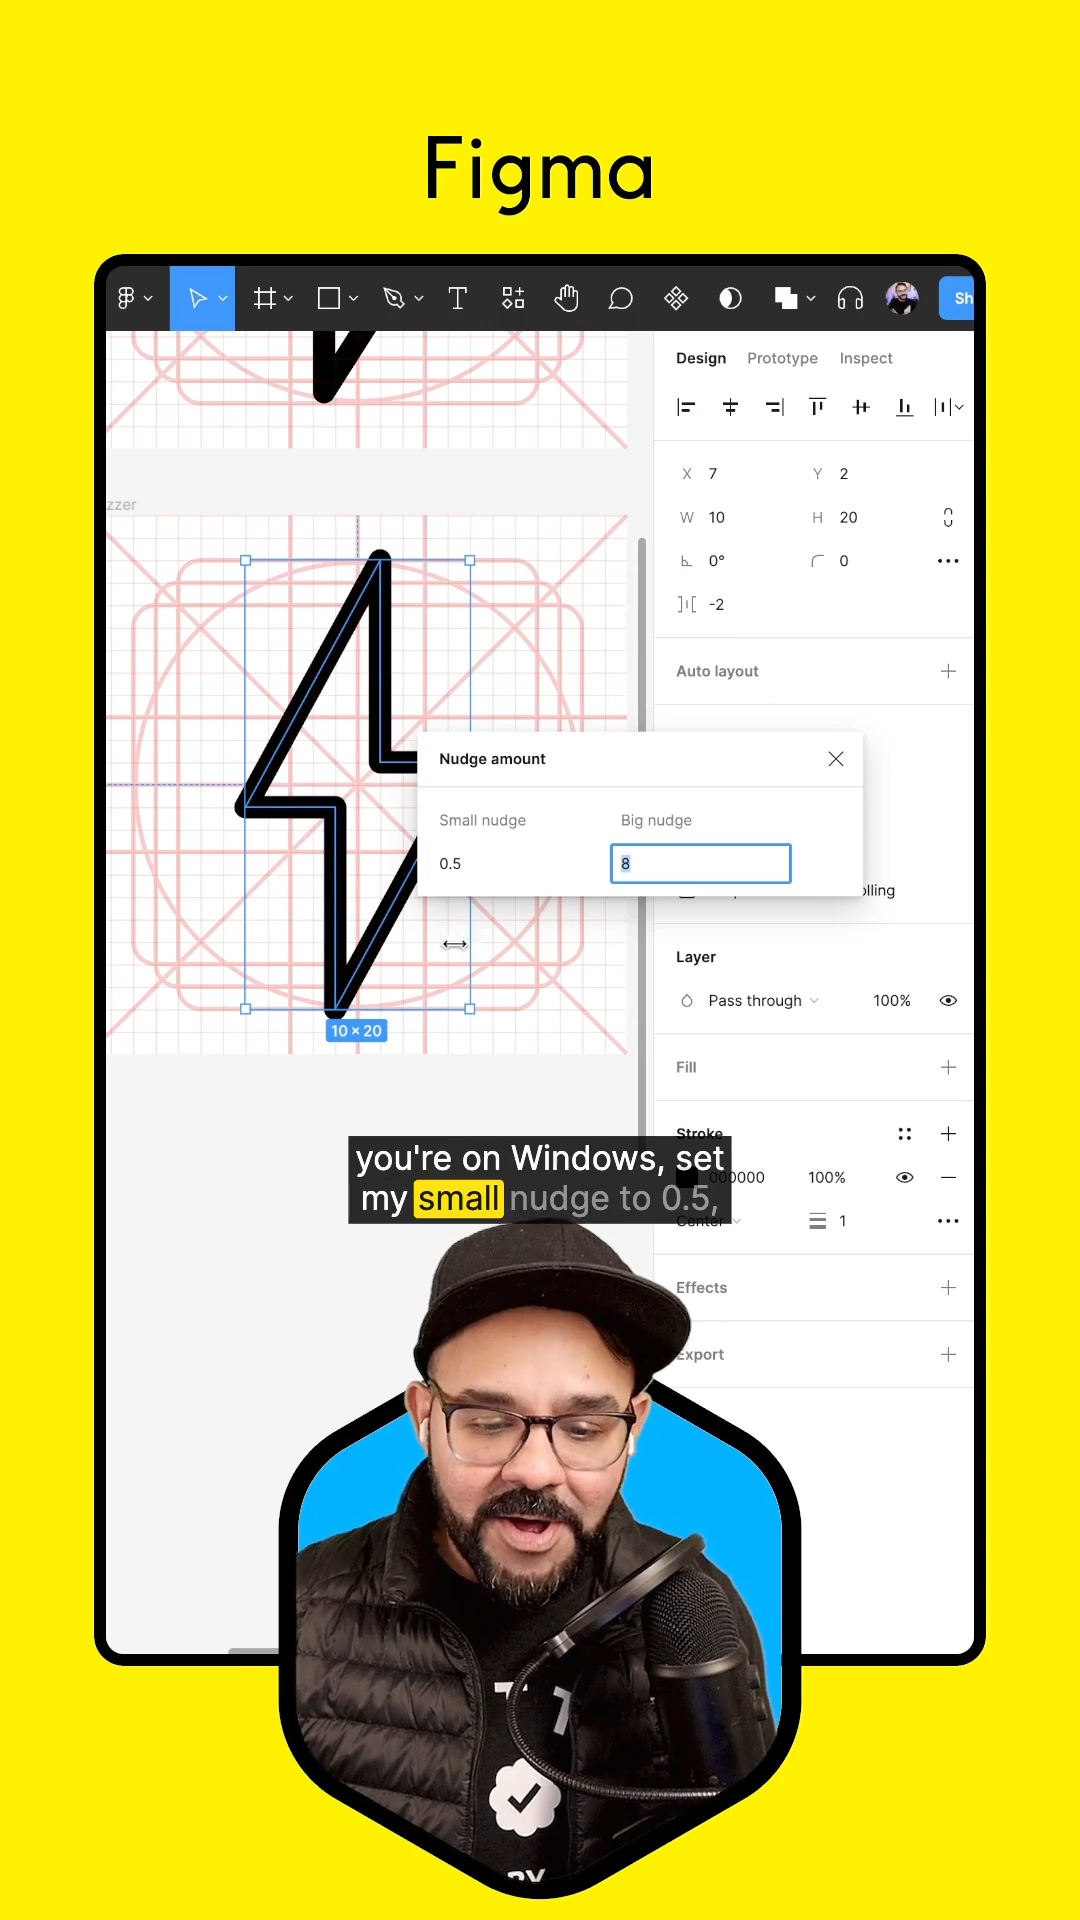 Figma
Sh
Design Prototype Inspect
X 7 Y 2
zzer
W 10 H 20
0° 0
-2
Auto layout
Nudge amount
Small nudge Big nudge
0.5 8
olling
Layer
Pass through 100%
10 × 20
Fill
Stroke
you're on Windows, set
my small nudge to 0.5,
000000 100%
Center 1
Effects
Export